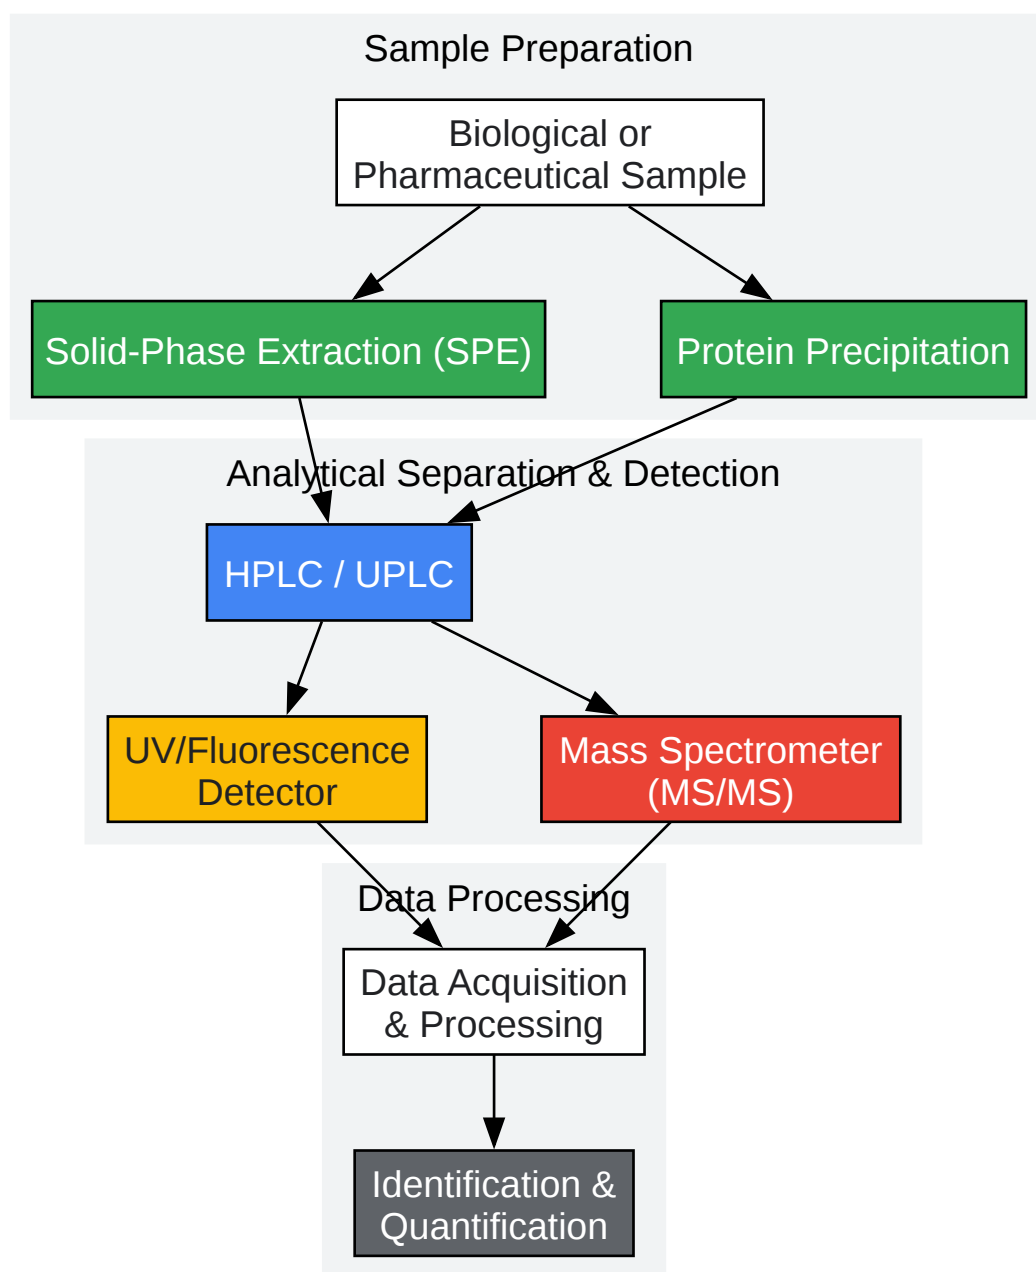 Sample Preparation
Biological or
Pharmaceutical Sample
Solid-Phase Extraction (SPE)
Protein Precipitation
Analytical Separation & Detection
HPLC / UPLC
UV/Fluorescence
Detector
Mass Spectrometer
(MS/MS)
Data Processing
Data Acquisition
& Processing
Identification &
Quantification